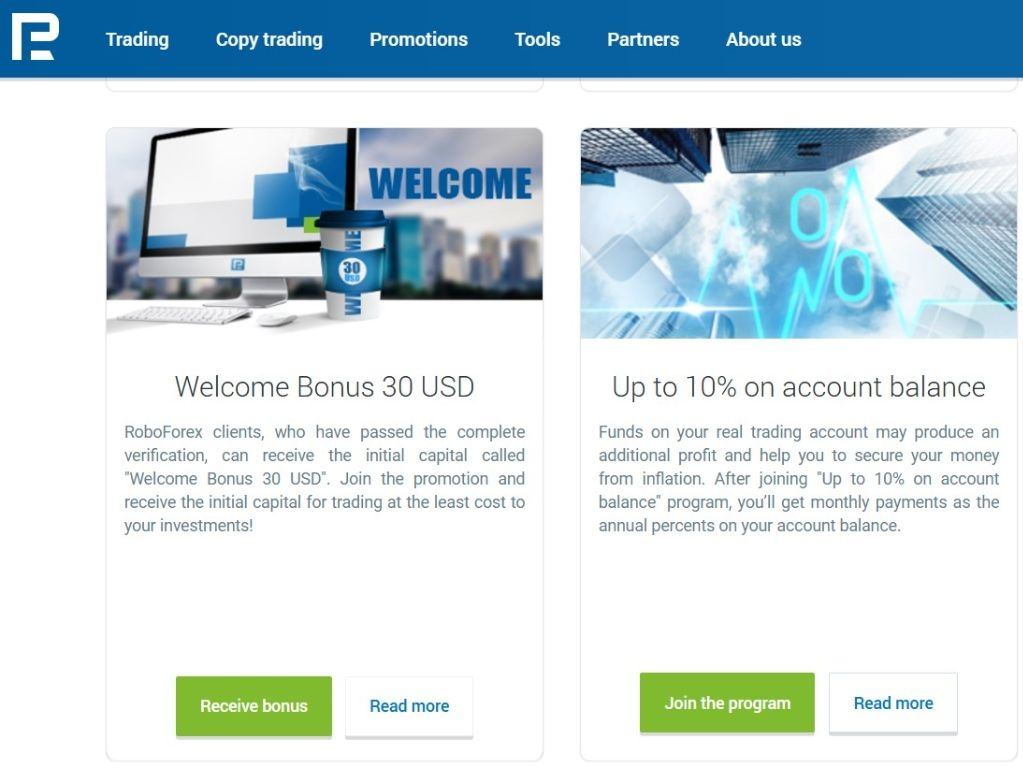 Trading Copy trading Promotions Tools Partners About us
WELCOME
30
USD
WELCOME
%
Welcome Bonus 30 USD
RoboForex clients, who have passed the complete
verification, can receive the initial capital called
"Welcome Bonus 30 USD". Join the promotion and
receive the initial capital for trading at the least cost to
your investments!
Receive bonus Read more
Up to 10% on account balance
Funds on your real trading account may produce an
additional profit and help you to secure your money
from inflation. After joining "Up to 10% on account
balance" program, you’ll get monthly payments as the
annual percents on your account balance.
Join the program Read more